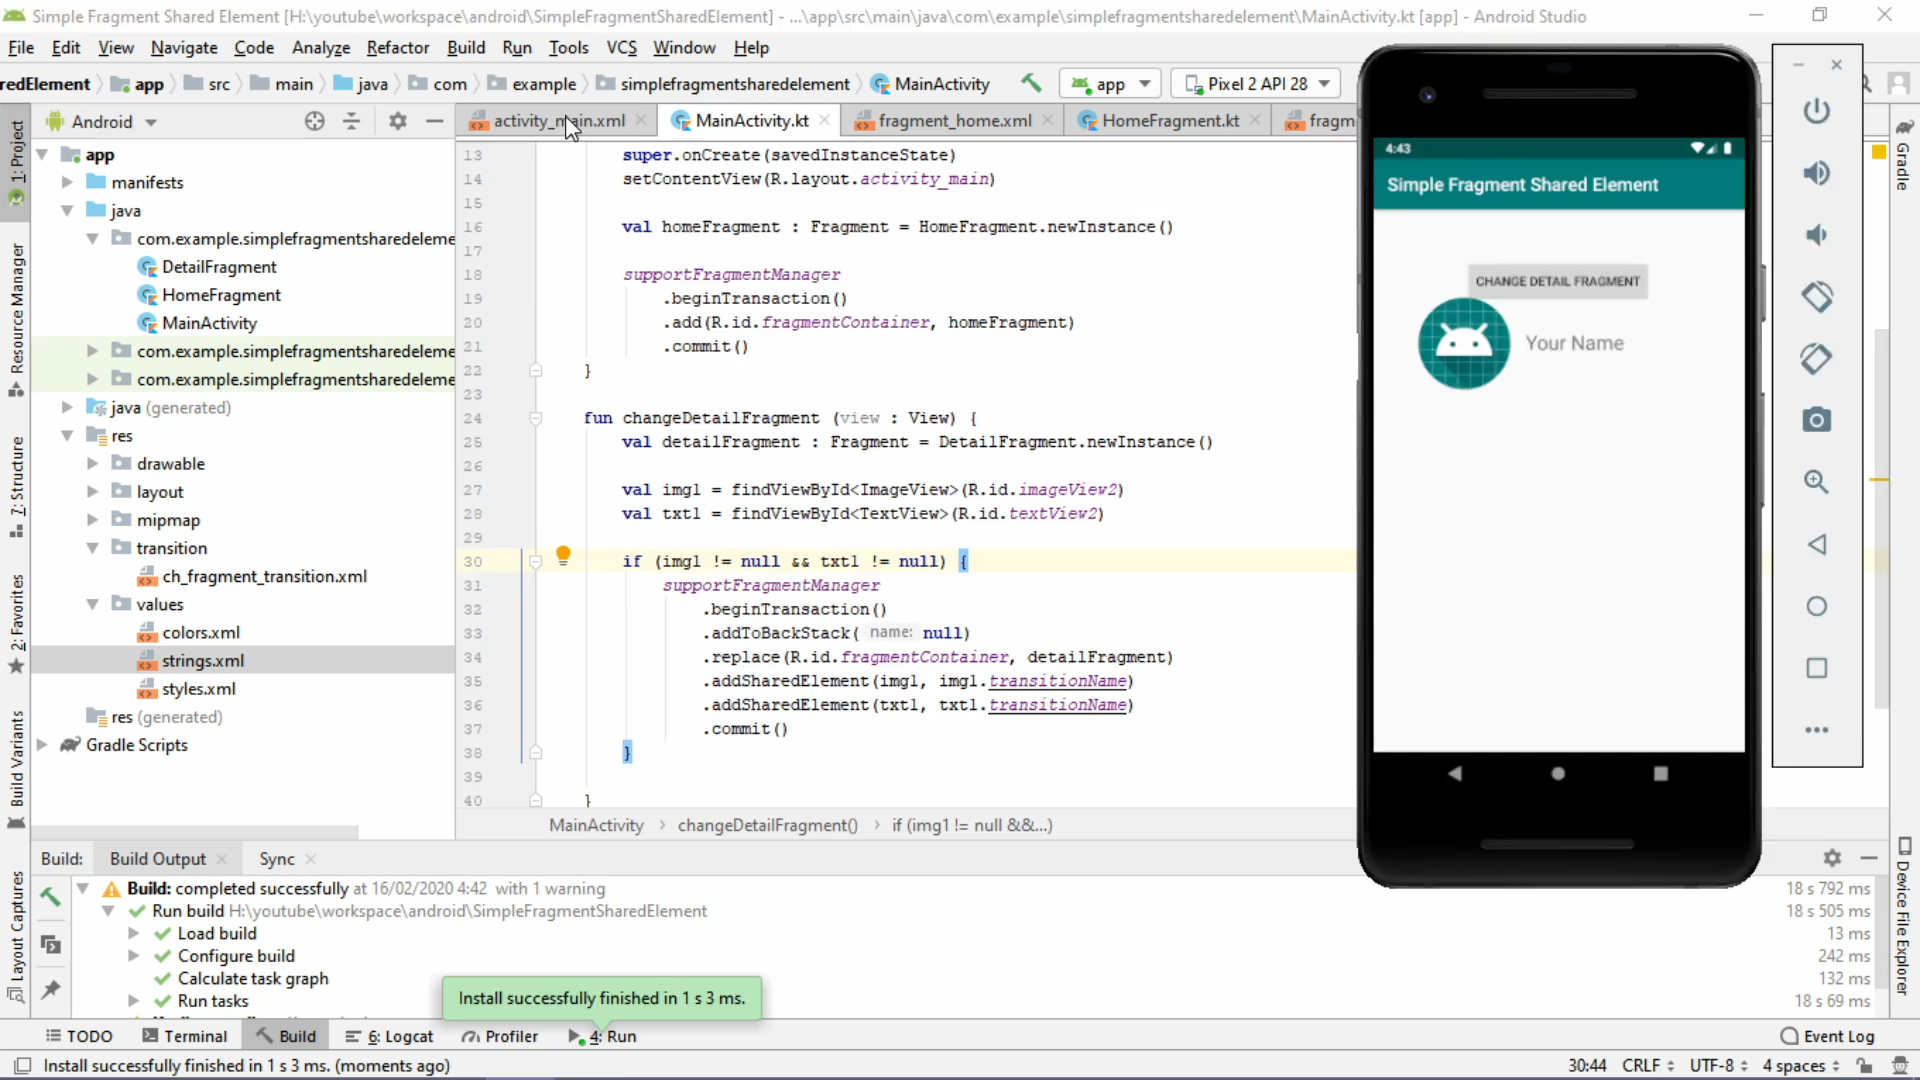 Simple Fragment Shared Element [H:\youtube\workspace\android\SimpleFragmentSharedElement] - ...\app\src\main\java\com\example\simplefragmentsharedelement\MainActivity.kt [app] - Android Studio
File Edit View Navigate Code Analyze Refactor Build Run Tools VCS Window Help
redElement app src main java com example simplefragmentsharedelement MainActivity app Pixel 2 API 28
Android
activity_main.xml MainActivity.kt fragment_home.xml HomeFragment.kt fragm
1: Project
Resource Manager
7: Structure
2: Favorites
Build Variants
Layout Captures
app
manifests
java
com.example.simplefragmentsharedeleme
DetailFragment
HomeFragment
MainActivity
com.example.simplefragmentsharedeleme
com.example.simplefragmentsharedeleme
java (generated)
res
drawable
layout
mipmap
transition
ch_fragment_transition.xml
values
colors.xml
strings.xml
styles.xml
res (generated)
Gradle Scripts
13 super.onCreate(savedInstanceState)
14 setContentView(R.layout.activity_main)
15
16 val homeFragment : Fragment = HomeFragment.newInstance()
17
18 supportFragmentManager
19 .beginTransaction()
20 .add(R.id.fragmentContainer, homeFragment)
21 .commit()
22 }
23
24 fun changeDetailFragment (view : View) {
25 val detailFragment : Fragment = DetailFragment.newInstance()
26
27 val img1 = findViewById<ImageView>(R.id.imageView2)
28 val txt1 = findViewById<TextView>(R.id.textView2)
29
30 if (img1 != null && txt1 != null) {
31 supportFragmentManager
32 .beginTransaction()
33 .addToBackStack( name: null)
34 .replace(R.id.fragmentContainer, detailFragment)
35 .addSharedElement(img1, img1.transitionName)
36 .addSharedElement(txt1, txt1.transitionName)
37 .commit()
38 }
39
40 }
MainActivity changeDetailFragment() if (img1 != null &&...)
4:43
Simple Fragment Shared Element
CHANGE DETAIL FRAGMENT
Your Name
Gradle
Device File Explorer
Build: Build Output Sync
Build: completed successfully at 16/02/2020 4:42 with 1 warning 18 s 792 ms
Run build H:\youtube\workspace\android\SimpleFragmentSharedElement 18 s 505 ms
Load build 13 ms
Configure build 242 ms
Calculate task graph 132 ms
Run tasks 18 s 69 ms
Install successfully finished in 1 s 3 ms.
TODO Terminal Build 6: Logcat Profiler 4: Run Event Log
Install successfully finished in 1 s 3 ms. (moments ago) 30:44 CRLF UTF-8 4 spaces